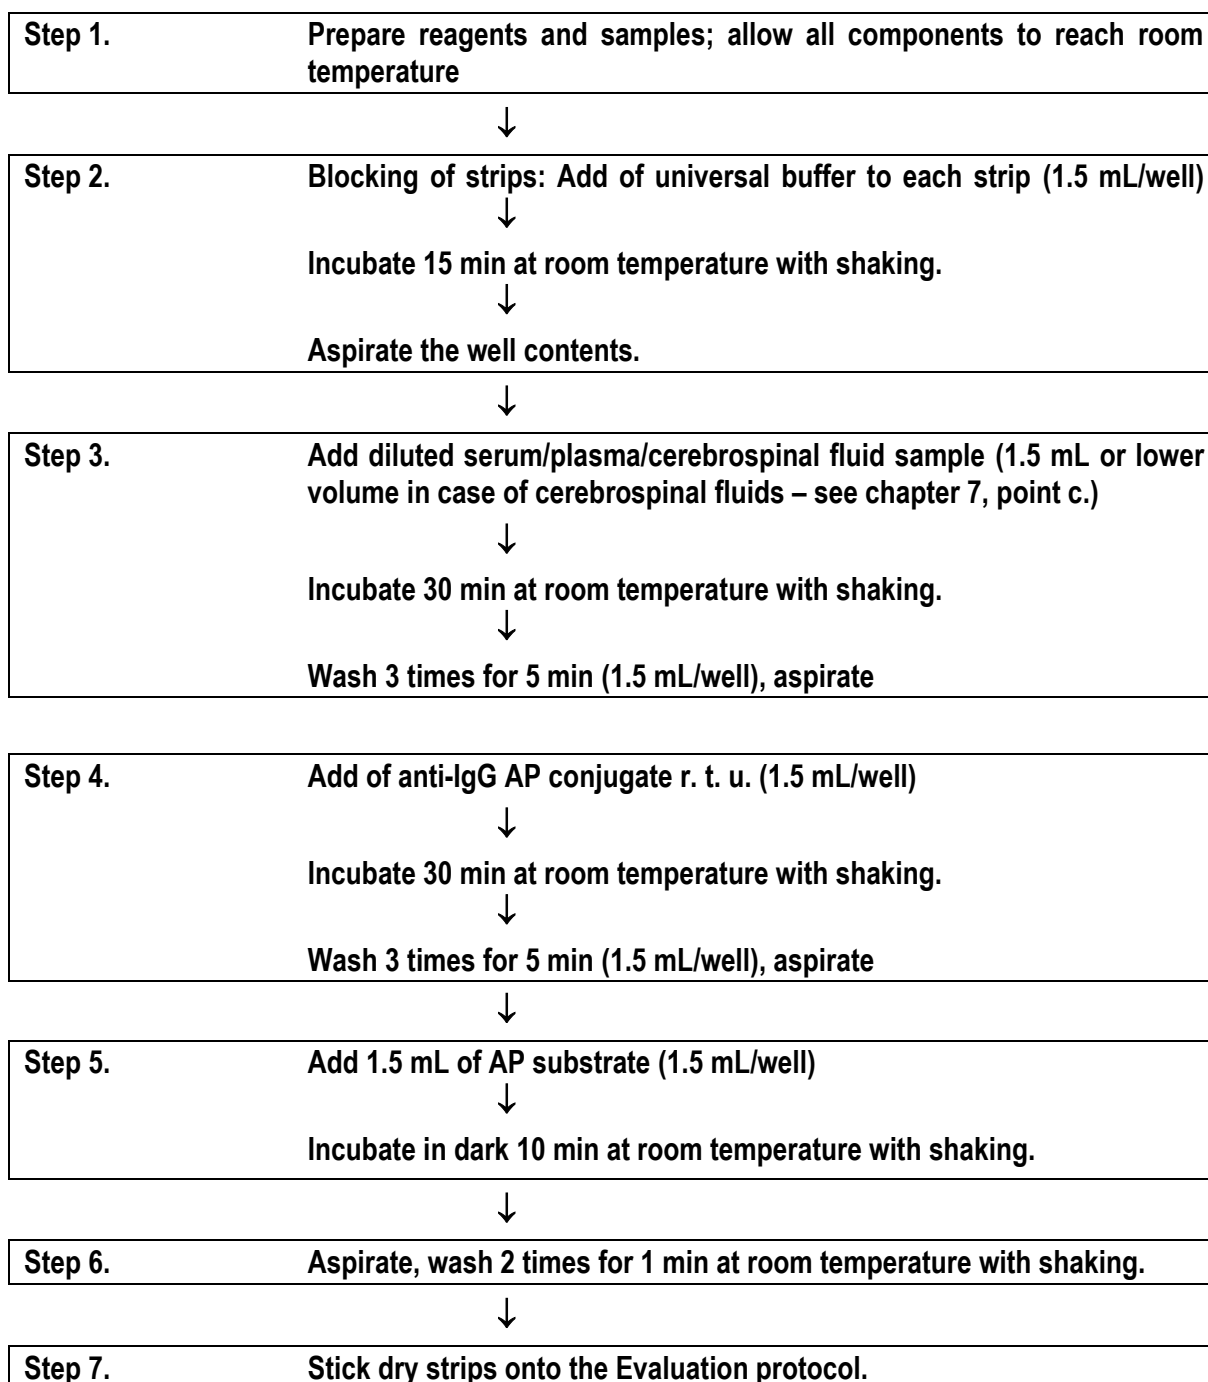 Step 1. Prepare reagents and samples; allow all components to reach room
temperature
↓
Step 2. Blocking of strips: Add of universal buffer to each strip (1.5 mL/well)
↓
Incubate 15 min at room temperature with shaking.
↓
Aspirate the well contents.
↓
Step 3. Add diluted serum/plasma/cerebrospinal fluid sample (1.5 mL or lower
volume in case of cerebrospinal fluids – see chapter 7, point c.)
↓
Incubate 30 min at room temperature with shaking.
↓
Wash 3 times for 5 min (1.5 mL/well), aspirate
Step 4. Add of anti-IgG AP conjugate r. t. u. (1.5 mL/well)
↓
Incubate 30 min at room temperature with shaking.
↓
Wash 3 times for 5 min (1.5 mL/well), aspirate
↓
Step 5. Add 1.5 mL of AP substrate (1.5 mL/well)
↓
Incubate in dark 10 min at room temperature with shaking.
↓
Step 6. Aspirate, wash 2 times for 1 min at room temperature with shaking.
↓
Step 7. Stick dry strips onto the Evaluation protocol.